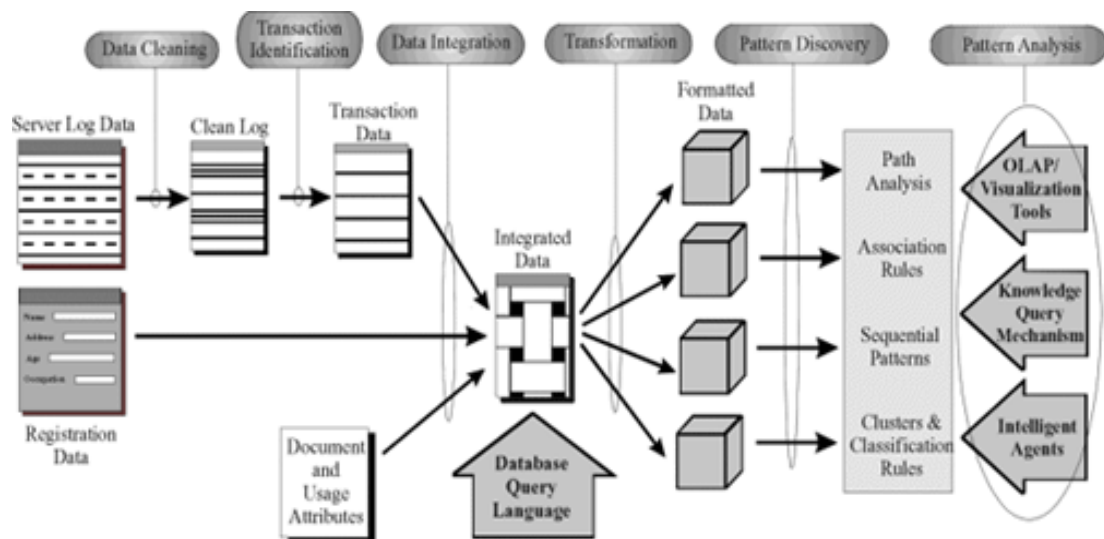 Data Cleaning
Transaction
Identification
Data Integration
Transformation
Pattern Discovery
Pattern Analysis
Server Log Data
Clean Log
Transaction
Data
Formatted
Data
Integrated
Data
Name
Address
Age
Occupation
Registration
Data
Document
and
Usage
Attributes
Database
Query
Language
Path
Analysis
Association
Rules
Sequential
Patterns
Clusters &
Classification
Rules
OLAP/
Visualization
Tools
Knowledge
Query
Mechanism
Intelligent
Agents